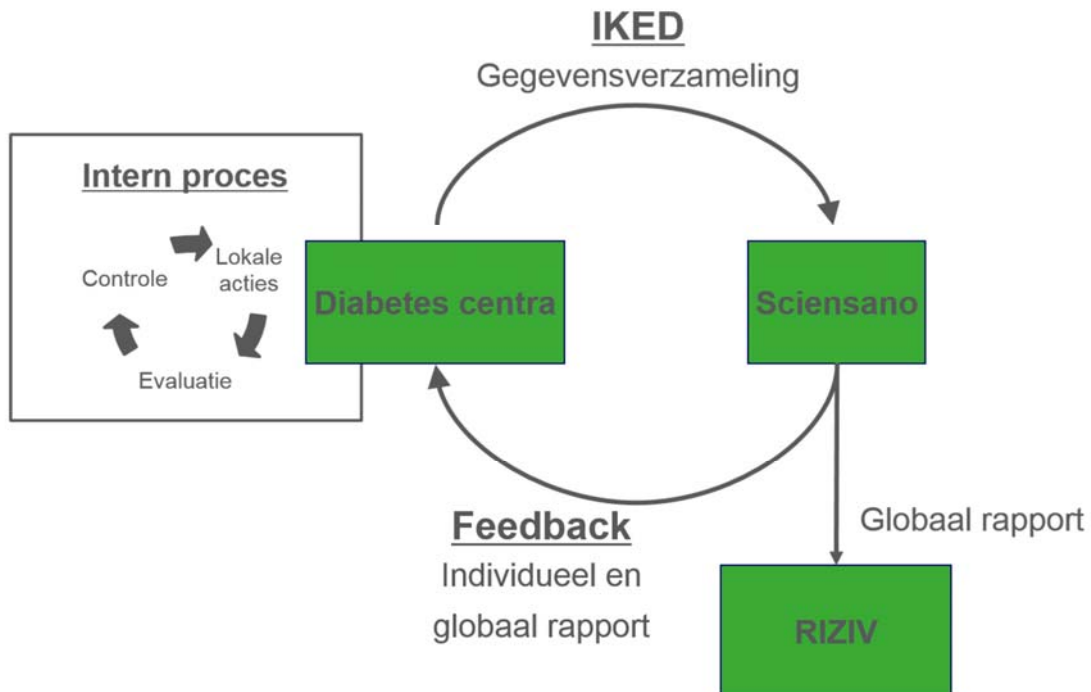 IKED
Gegevensverzameling
Intern proces
Controle
Lokale
acties
Evaluatie
Diabetes centra
Sciensano
Feedback
Individueel en
globaal rapport
Globaal rapport
RIZIV